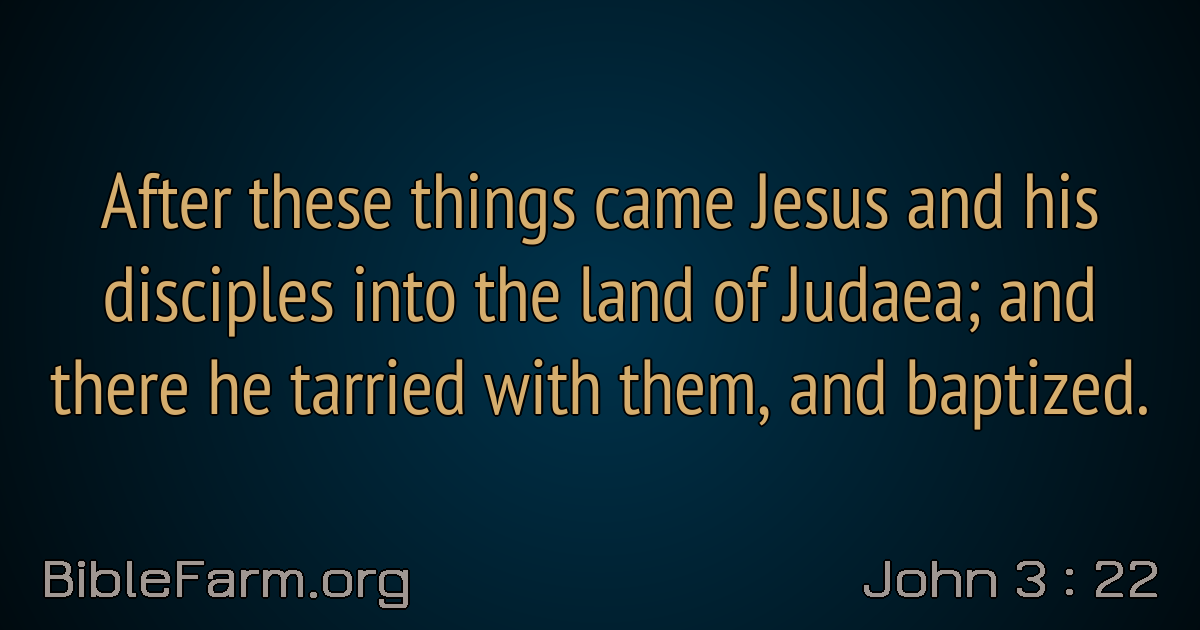 After these things came Jesus and his
disciples into the land of Judaea; and
there he tarried with them, and baptized.
BibleFarm.org
John 3 : 22